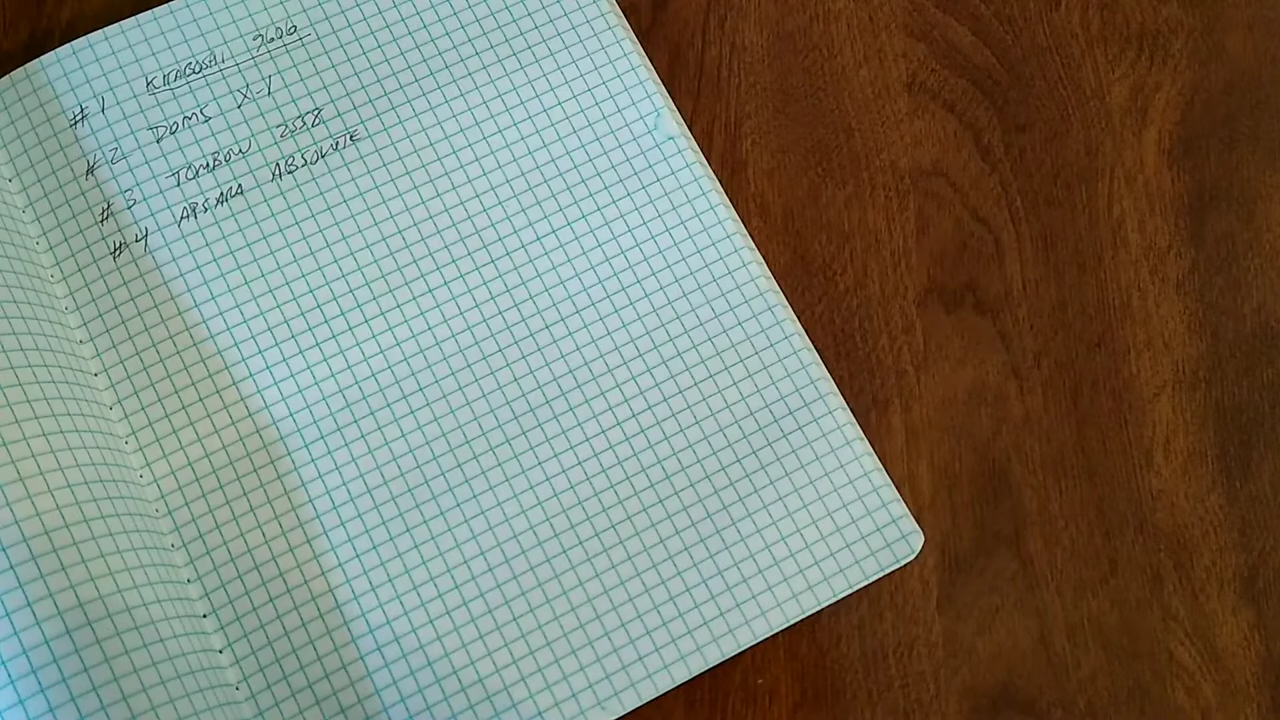 #1 KITABOSHI 9606
#2 DOMS X-1
#3 TOMBOW 2558
#4 APSARA ABSOLUTE